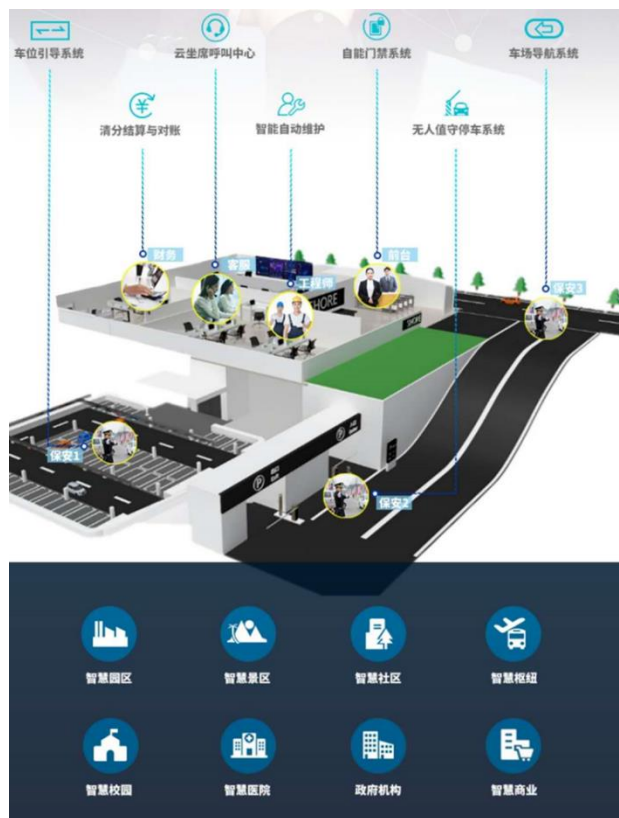 车位引导系统
云坐席呼叫中心
自能门禁系统
车场导航系统
清分结算与对账
智能自动维护
无人值守停车系统
财务
客服
工程师
前台
保安3
保安1
保安2
智慧园区
智慧景区
智慧社区
智慧枢纽
智慧校园
智慧医院
政府机构
智慧商业